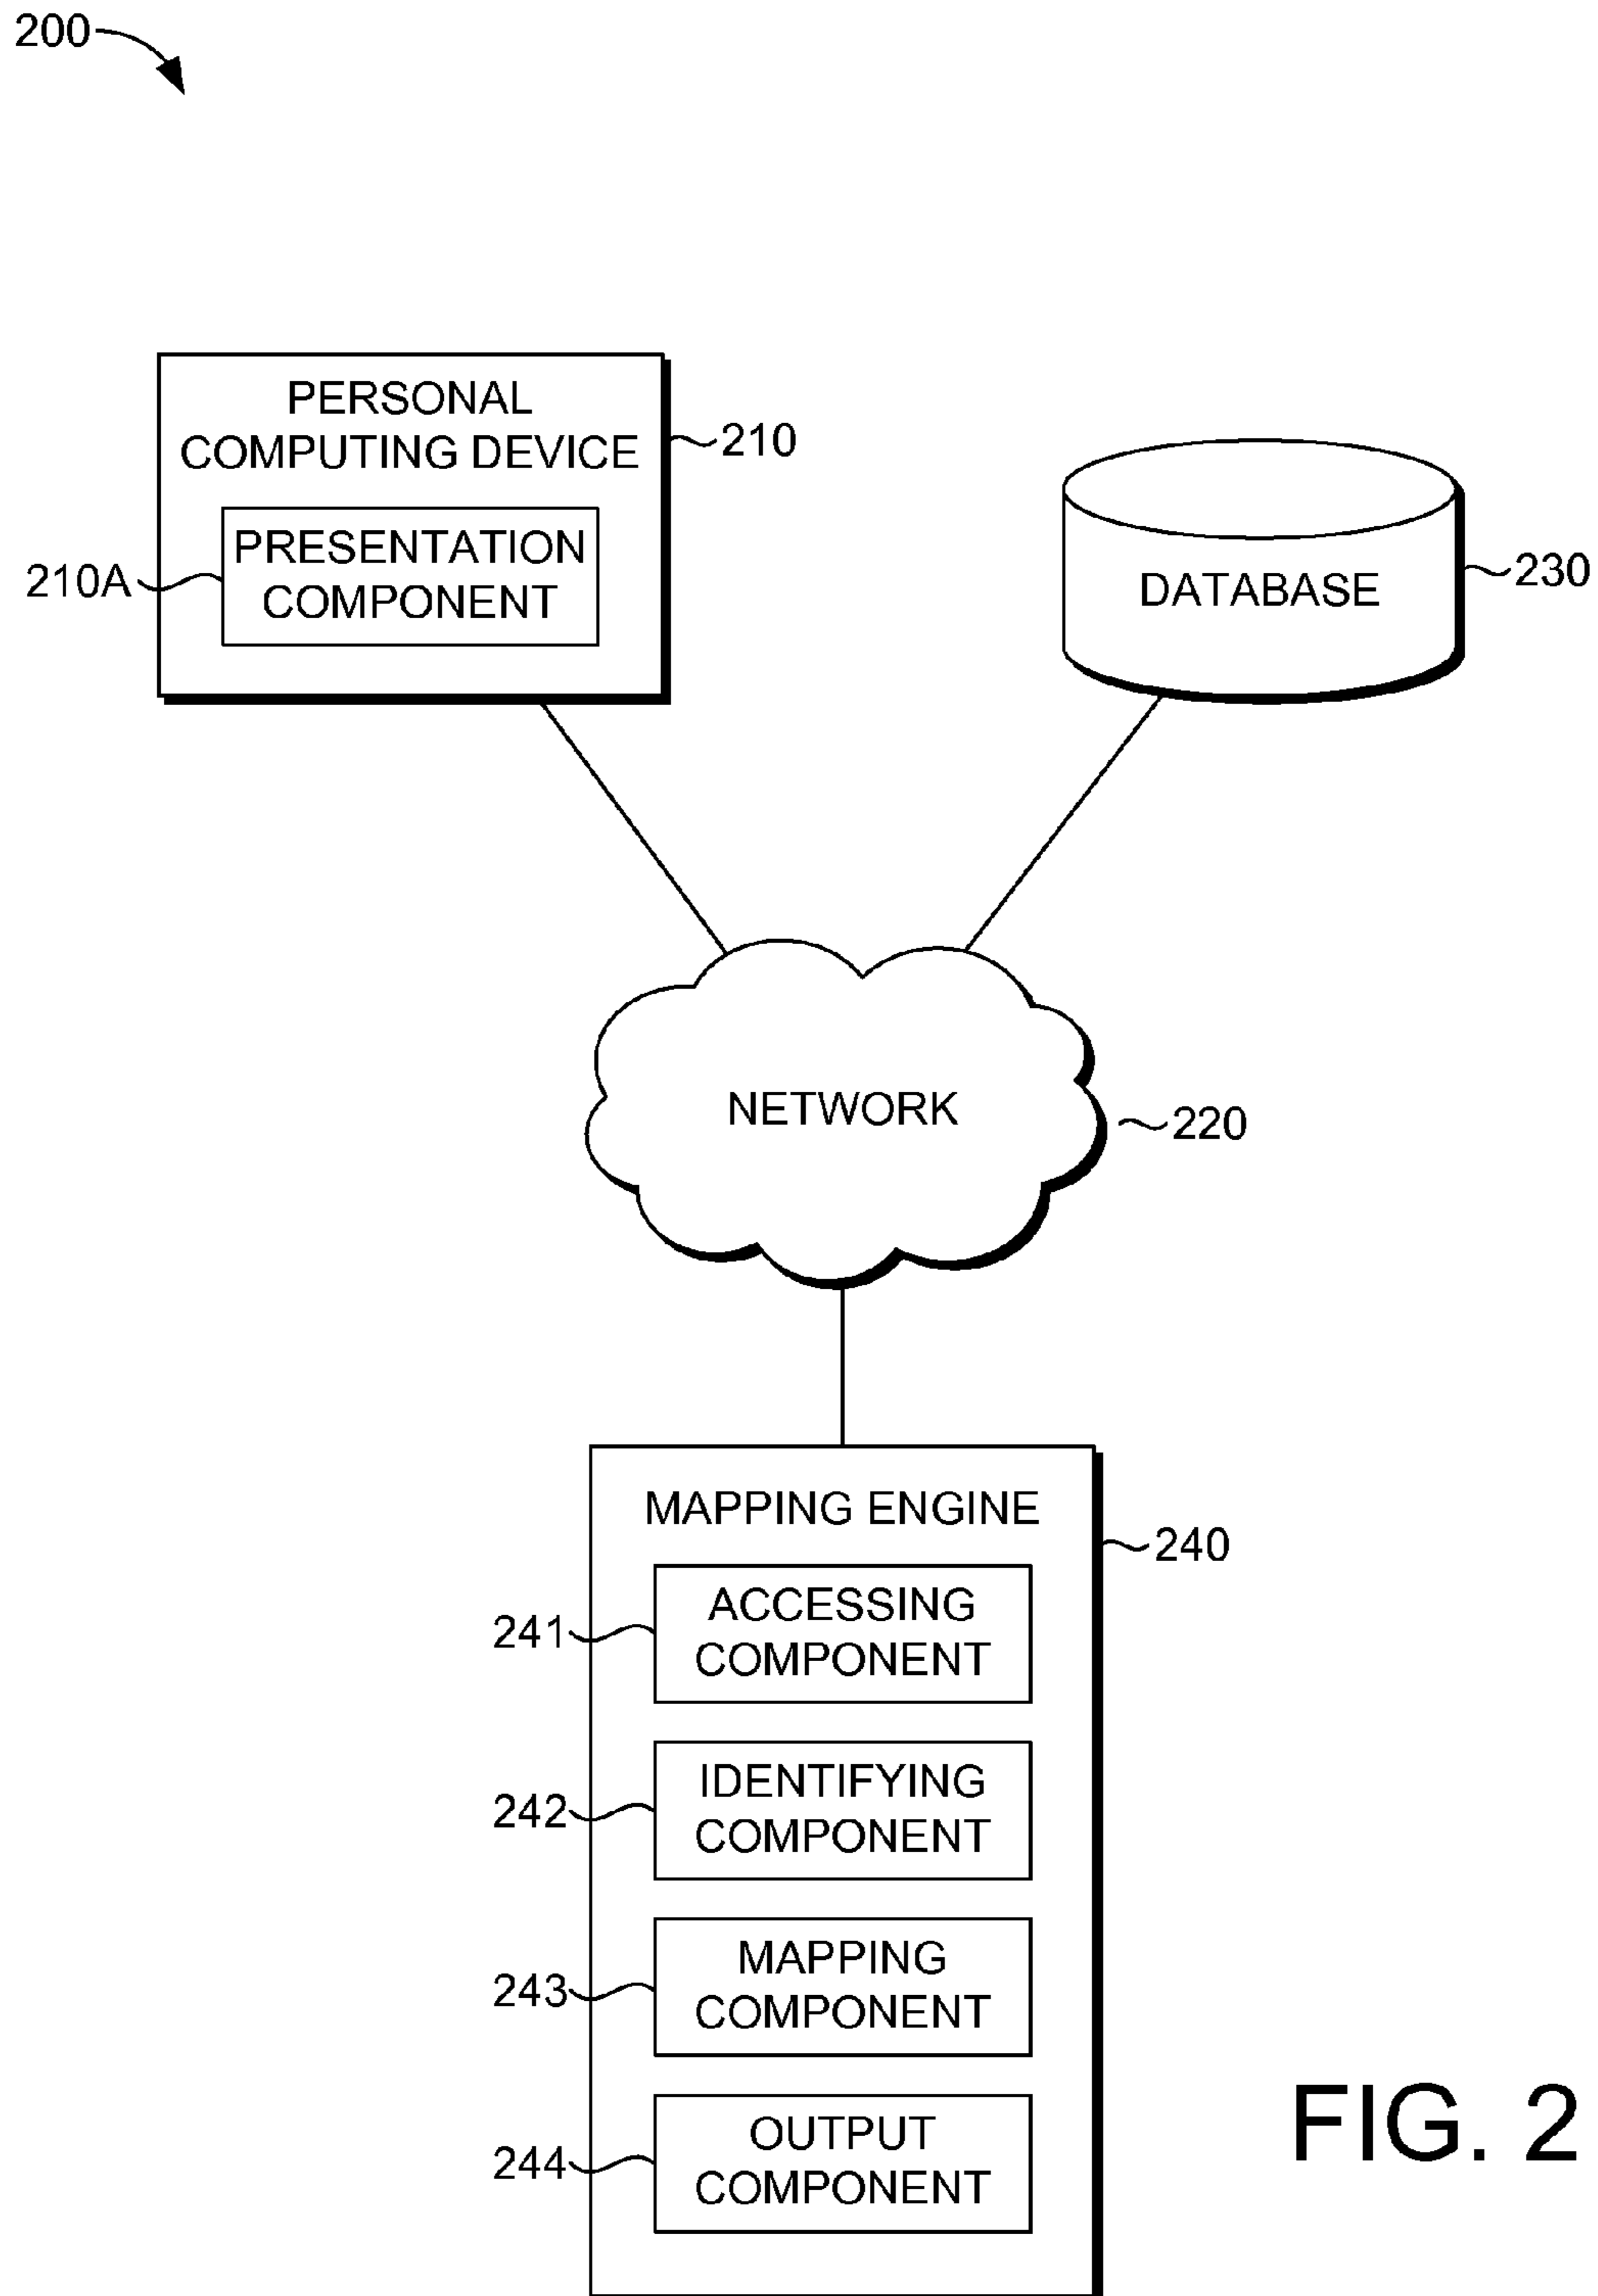 200
PERSONAL
COMPUTING DEVICE
210
PRESENTATION
COMPONENT
210A
DATABASE
230
NETWORK
220
MAPPING ENGINE
240
ACCESSING
COMPONENT
241
IDENTIFYING
COMPONENT
242
MAPPING
COMPONENT
243
OUTPUT
COMPONENT
244
FIG. 2